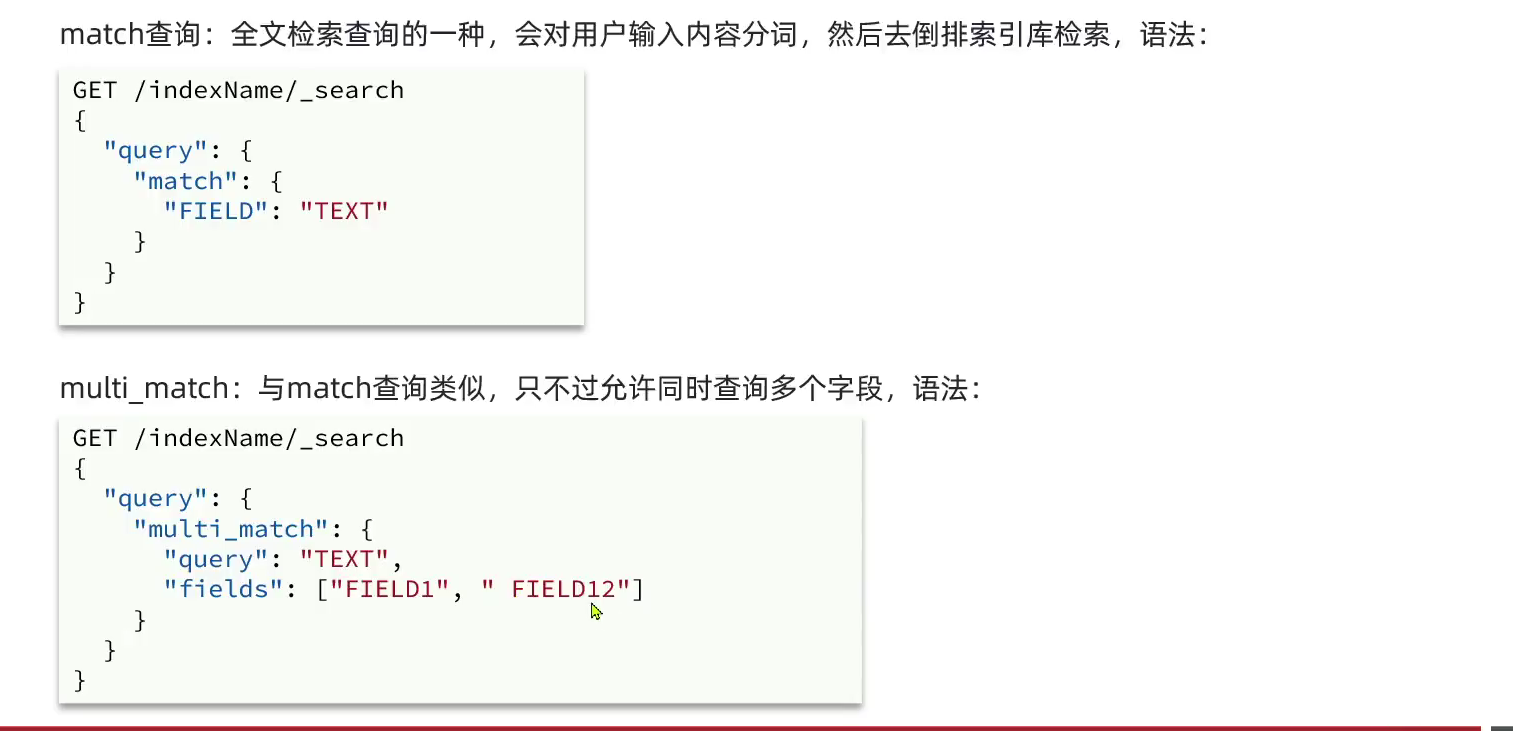 match查询：全文检索查询的一种，会对用户输入内容分词，然后去倒排索引库检索，语法：
GET /indexName/_search
{
  "query": {
    "match": {
      "FIELD": "TEXT"
    }
  }
}
multi_match：与match查询类似，只不过允许同时查询多个字段，语法：
GET /indexName/_search
{
  "query": {
    "multi_match": {
      "query": "TEXT",
      "fields": ["FIELD1", " FIELD12"]
    }
  }
}